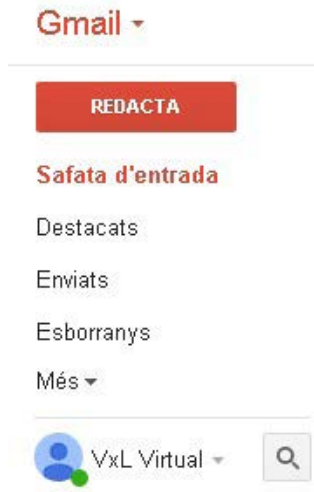 Gmail
REDACTA
Safata d'entrada
Destacats
Enviats
Esborranys
Més
VxL Virtual